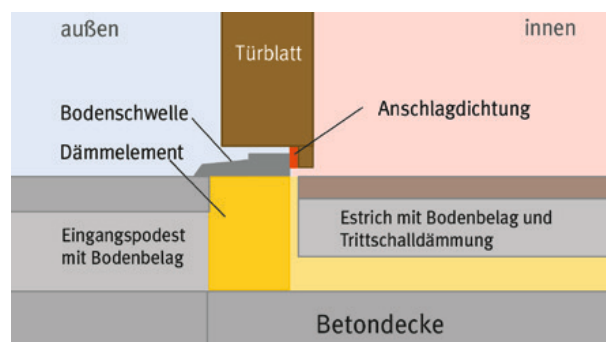 außen
innen
Türblatt
Bodenschwelle
Anschlagdichtung
Dämmelement
Eingangspodest
mit Bodenbelag
Estrich mit Bodenbelag und
Trittschalldämmung
Betondecke